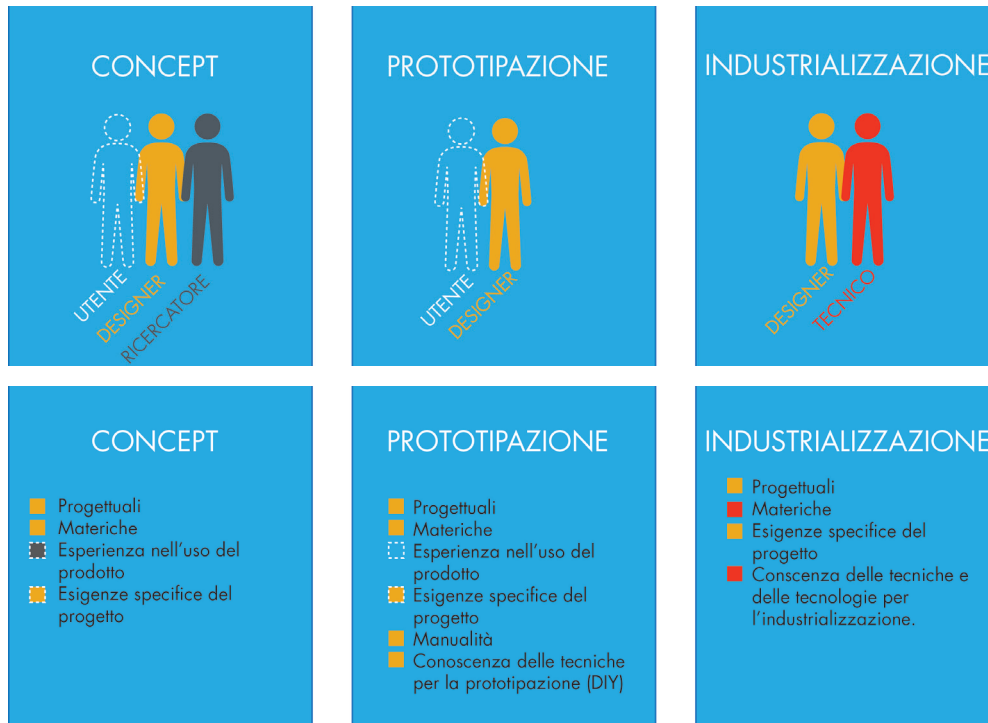 CONCEPT
UTENTE
DESIGNER
RICERCATORE
PROTOTIPAZIONE
UTENTE
DESIGNER
INDUSTRIALIZZAZIONE
DESIGNER
TECNICO
CONCEPT
Progettuali
Materiche
Esperienza nell'uso del
prodotto
Esigenze specifice del
progetto
PROTOTIPAZIONE
Progettuali
Materiche
Esperienza nell'uso del
prodotto
Esigenze specifice del
progetto
Manualità
Conoscenza delle tecniche
per la prototipazione (DIY)
INDUSTRIALIZZAZIONE
Progettuali
Materiche
Esigenze specifice del
progetto
Conscenza delle tecniche e
delle tecnologie per
l'industrializzazione.